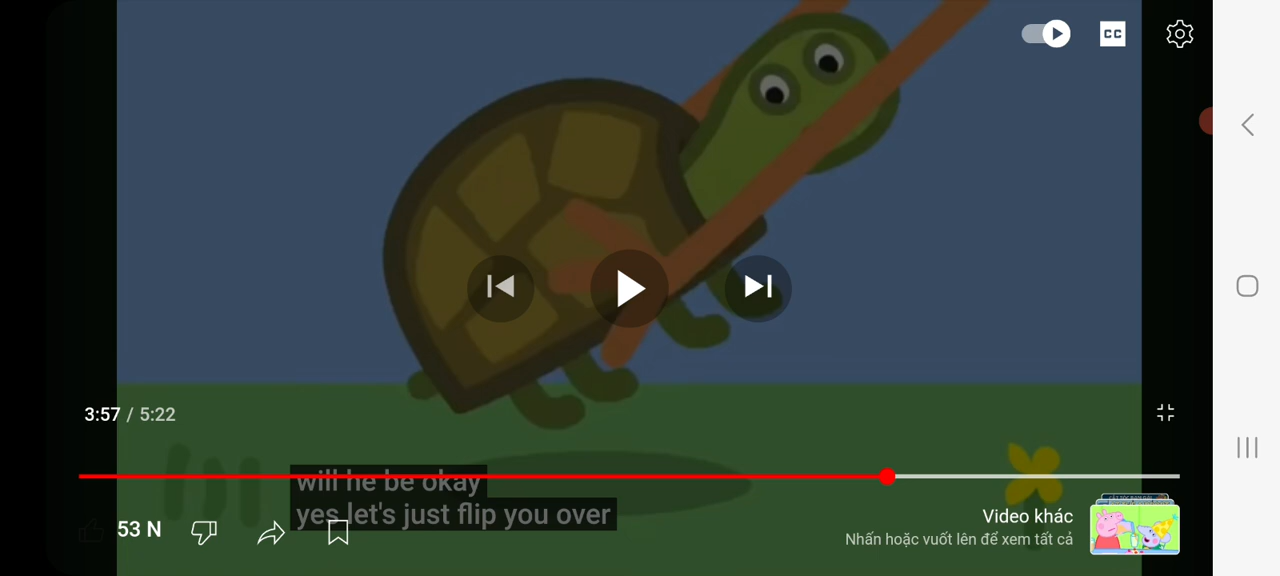 CC
3:57 / 5:22
will he be okay
yes let's just flip you over
53 N
Video khác
Nhấn hoặc vuốt lên để xem tất cả